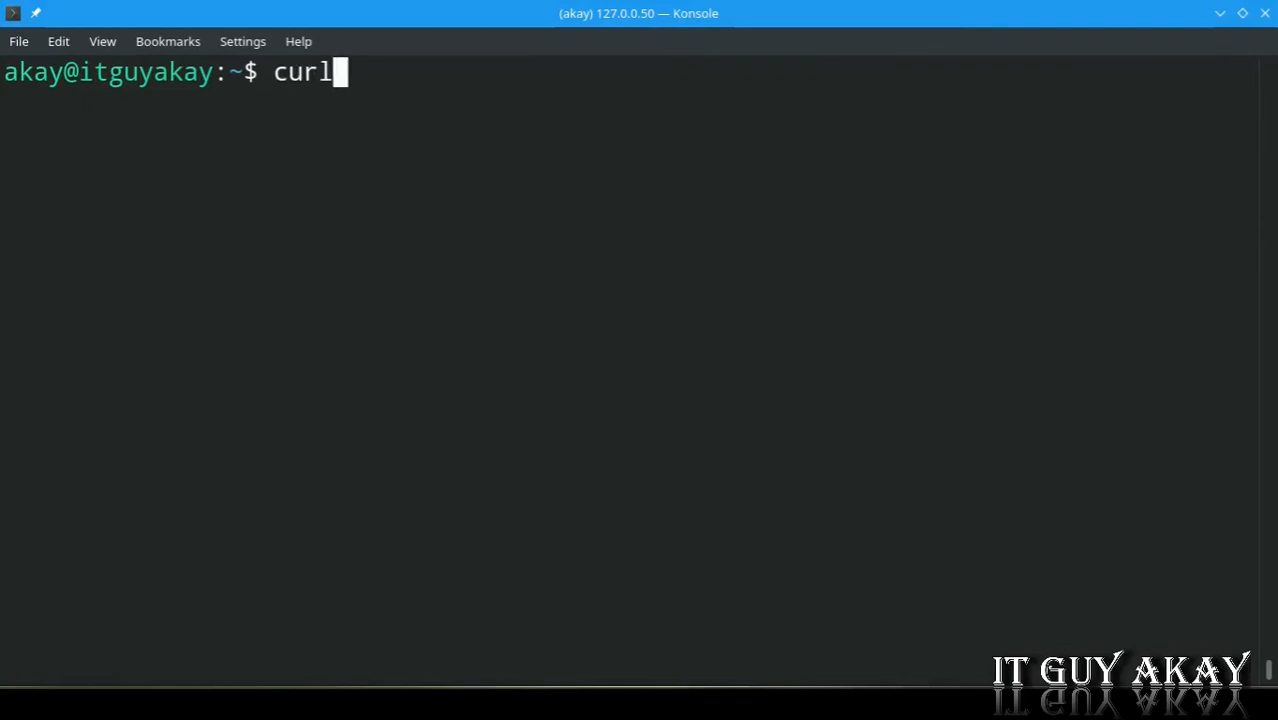 (akay) 127.0.0.50 — Konsole
File Edit View Bookmarks Settings Help
akay@itguyakay:~$ curl
IT GUY AKAY